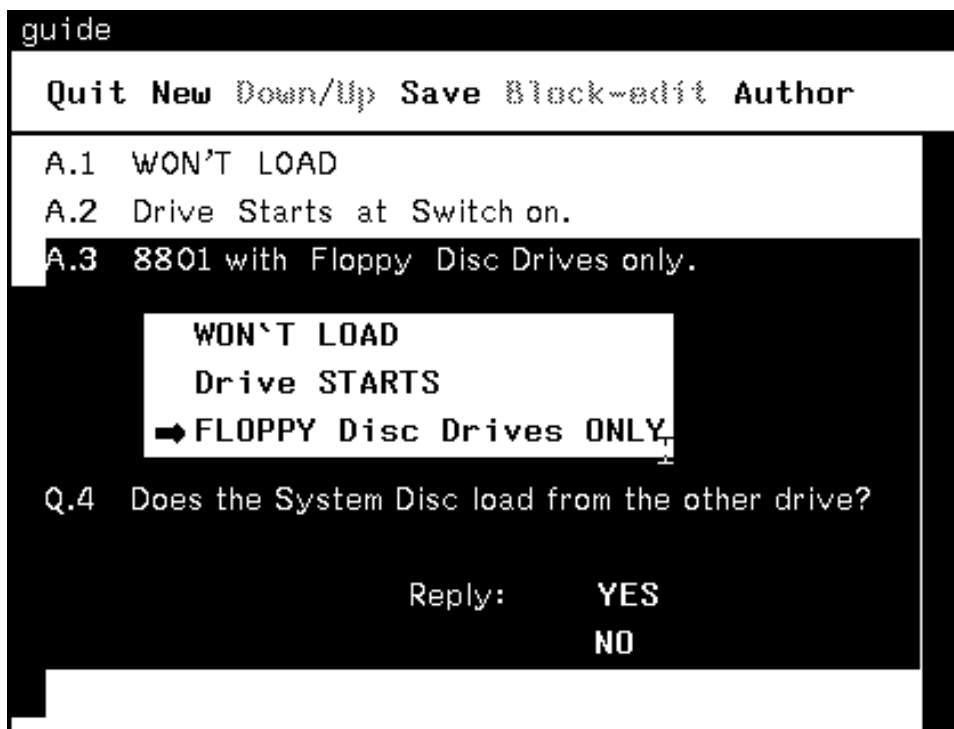 guide
Quit New Down/Up Save Block-edit Author
A.1 WON'T LOAD
A.2 Drive Starts at Switch on.
A.3 8801 with Floppy Disc Drives only.
WON`T LOAD
Drive STARTS
➡ FLOPPY Disc Drives ONLY
Q.4 Does the System Disc load from the other drive?
Reply: YES
NO